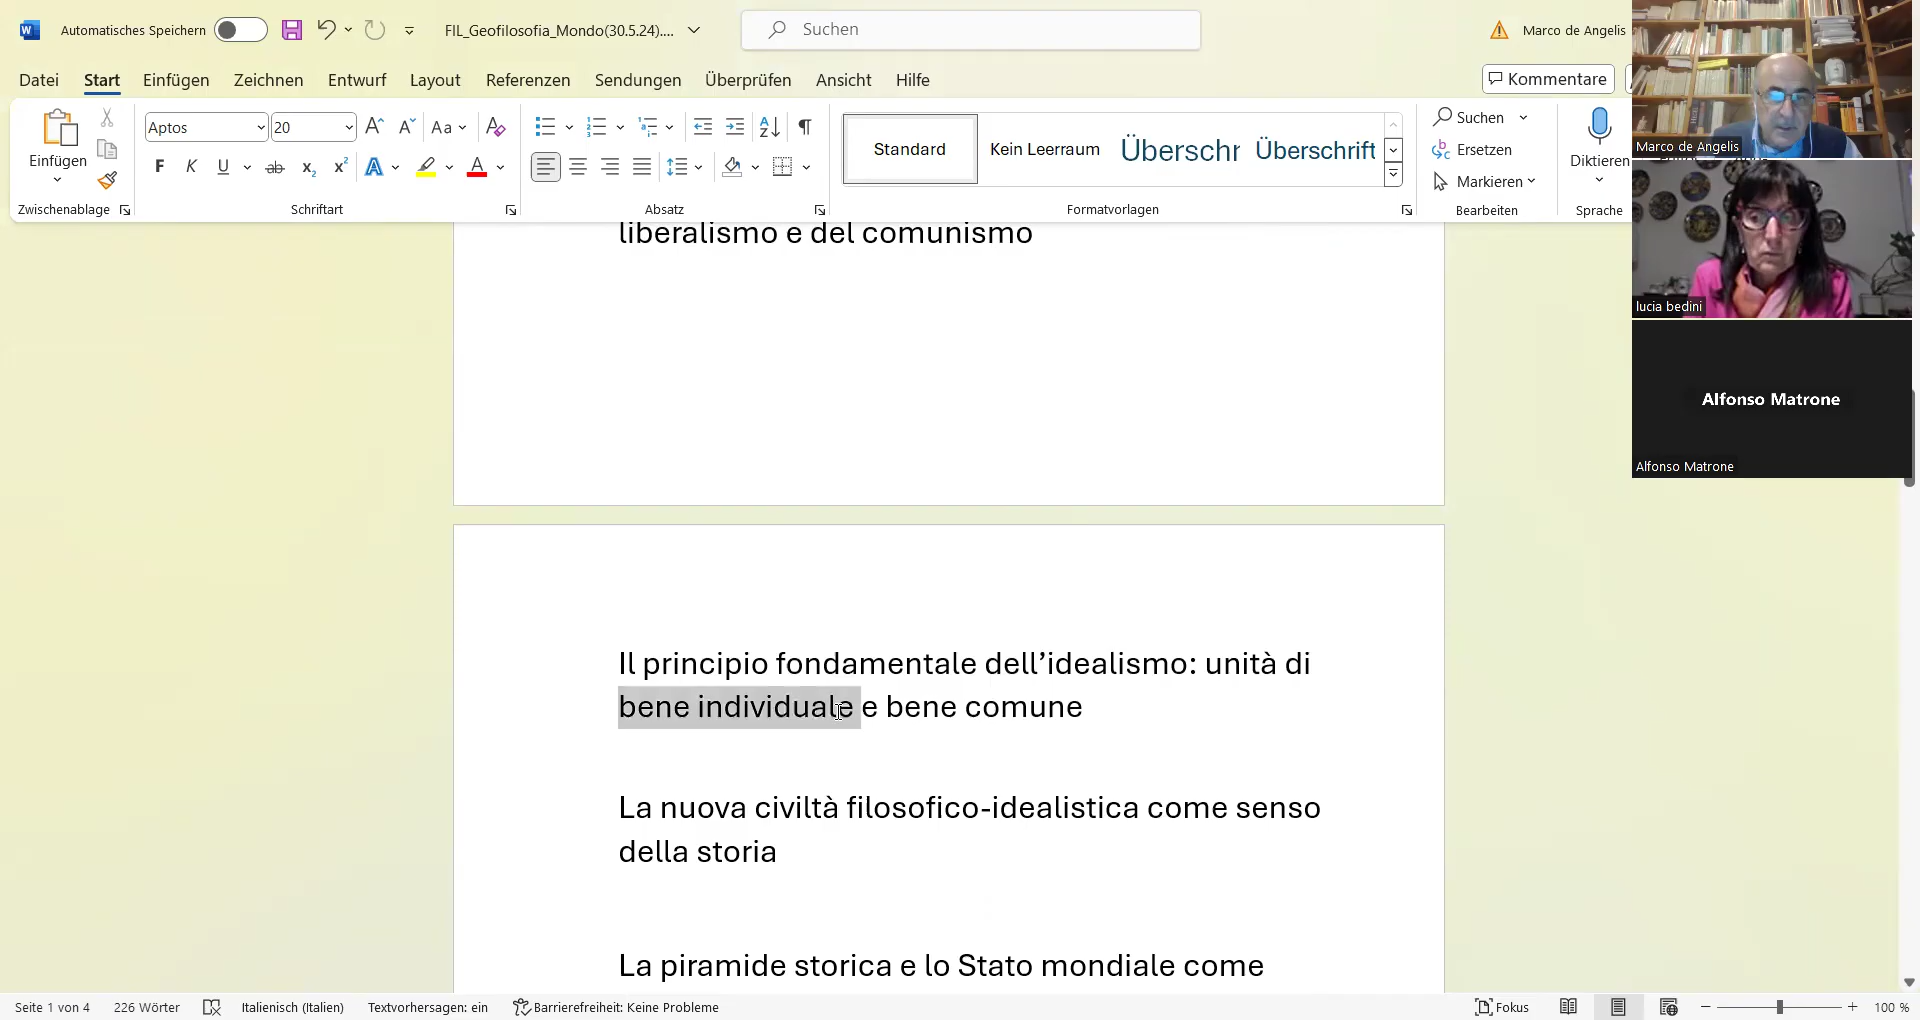 Automatisches Speichern
FIL_Geofilosofia_Mondo(30.5.24)....
Suchen
Marco de Angelis
Datei Start Einfügen Zeichnen Entwurf Layout Referenzen Sendungen Überprüfen Ansicht Hilfe
Kommentare
Einfügen
Zwischenablage
Aptos 20
F K U ab x₂ x²
Schriftart
Absatz
Standard Kein Leerraum Überschr Überschrift
Formatvorlagen
Suchen
Ersetzen
Markieren
Bearbeiten
Diktieren
Sprache
Marco de Angelis
lucia bedini
Alfonso Matrone
Alfonso Matrone
liberalismo e del comunismo
Il principio fondamentale dell’idealismo: unità di
bene individuale e bene comune
La nuova civiltà filosofico-idealistica come senso
della storia
La piramide storica e lo Stato mondiale come
Seite 1 von 4 226 Wörter Italienisch (Italien) Textvorhersagen: ein Barrierefreiheit: Keine Probleme Fokus 100 %